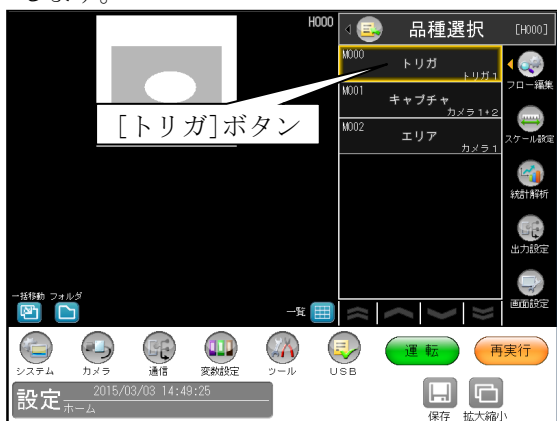 します。
H000
品種選択 [H000]
M000
トリガ
トリガ1
M001
キャプチャ
カメラ1+2
M002
エリア
カメラ1
[トリガ]ボタン
フロー編集
スケール設定
統計解析
出力設定
画面設定
一括移動 フォルダ
一覧
システム カメラ 通信 変数設定 ツール USB
運転 再実行
設定 2015/03/03 14:49:25
ホーム
保存 拡大縮小